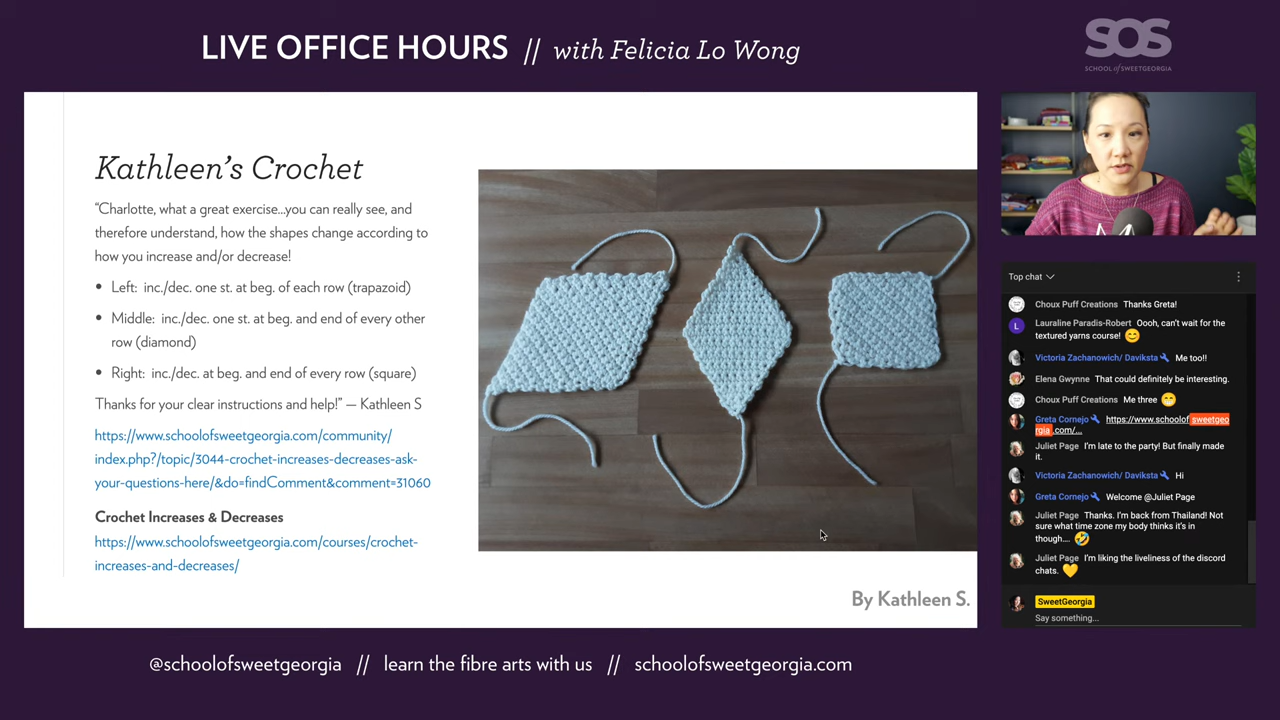 LIVE OFFICE HOURS // with Felicia Lo Wong
SOS
SCHOOL of SWEETGEORGIA
Kathleen’s Crochet
“Charlotte, what a great exercise...you can really see, and
therefore understand, how the shapes change according to
how you increase and/or decrease!
• Left: inc./dec. one st. at beg. of each row (trapazoid)
• Middle: inc./dec. one st. at beg. and end of every other
row (diamond)
• Right: inc./dec. at beg. and end of every row (square)
Thanks for your clear instructions and help!” — Kathleen S
https://www.schoolofsweetgeorgia.com/community/
index.php?/topic/3044-crochet-increases-decreases-ask-
your-questions-here/&do=findComment&comment=31060
Crochet Increases & Decreases
https://www.schoolofsweetgeorgia.com/courses/crochet-
increases-and-decreases/
By Kathleen S.
Top chat
Choux Puff Creations Thanks Greta!
L
Lauraline Paradis-Robert Oooh, can't wait for the
textured yarns course! 😊
Victoria Zachanowich/ Daviksta Me too!!
Elena Gwynne That could definitely be interesting.
Choux Puff Creations Me three 😁
Greta Cornejo https://www.schoolofsweetgeo
rgia.com/...
Juliet Page I'm late to the party! But finally made
it.
Victoria Zachanowich/ Daviksta Hi
Greta Cornejo Welcome @Juliet Page
Juliet Page Thanks. I'm back from Thailand! Not
sure what time zone my body thinks it's in
though.... 🤣
Juliet Page I'm liking the liveliness of the discord
chats. 💛
SweetGeorgia
Say something...
@schoolofsweetgeorgia // learn the fibre arts with us // schoolofsweetgeorgia.com